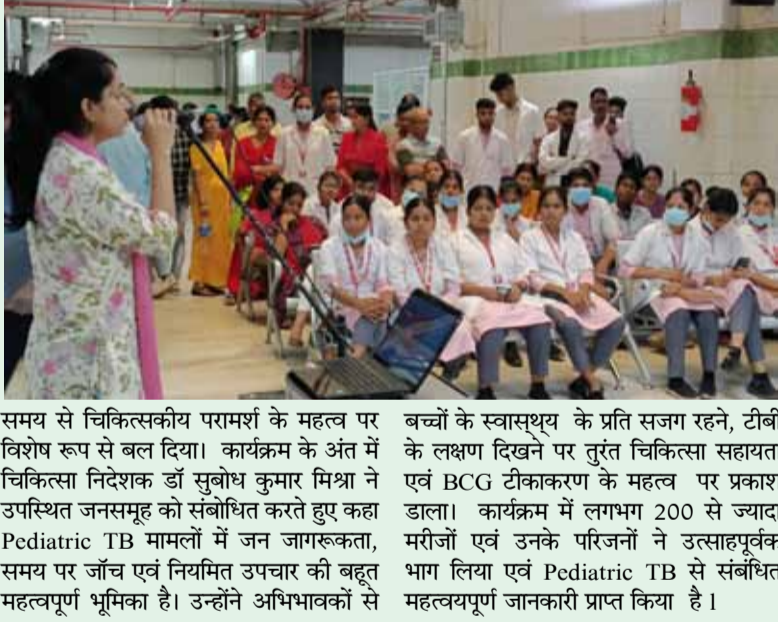 समय से चिकित्सकीय परामर्श के महत्व पर
विशेष रूप से बल दिया। कार्यक्रम के अंत में
चिकित्सा निदेशक डॉ सुबोध कुमार मिश्रा ने
उपस्थित जनसमूह को संबोधित करते हुए कहा
Pediatric TB मामलों में जन जागरूकता,
समय पर जॉच एवं नियमित उपचार की बहूत
महत्वपूर्ण भूमिका है। उन्होंने अभिभावकों से
बच्चों के स्वास्थ्य के प्रति सजग रहने, टीबी
के लक्षण दिखने पर तुरंत चिकित्सा सहायता
एवं BCG टीकाकरण के महत्व पर प्रकाश
डाला। कार्यक्रम में लगभग 200 से ज्यादा
मरीजों एवं उनके परिजनों ने उत्साहपूर्वक
भाग लिया एवं Pediatric TB से संबंधित
महत्वयपूर्ण जानकारी प्राप्त किया है l